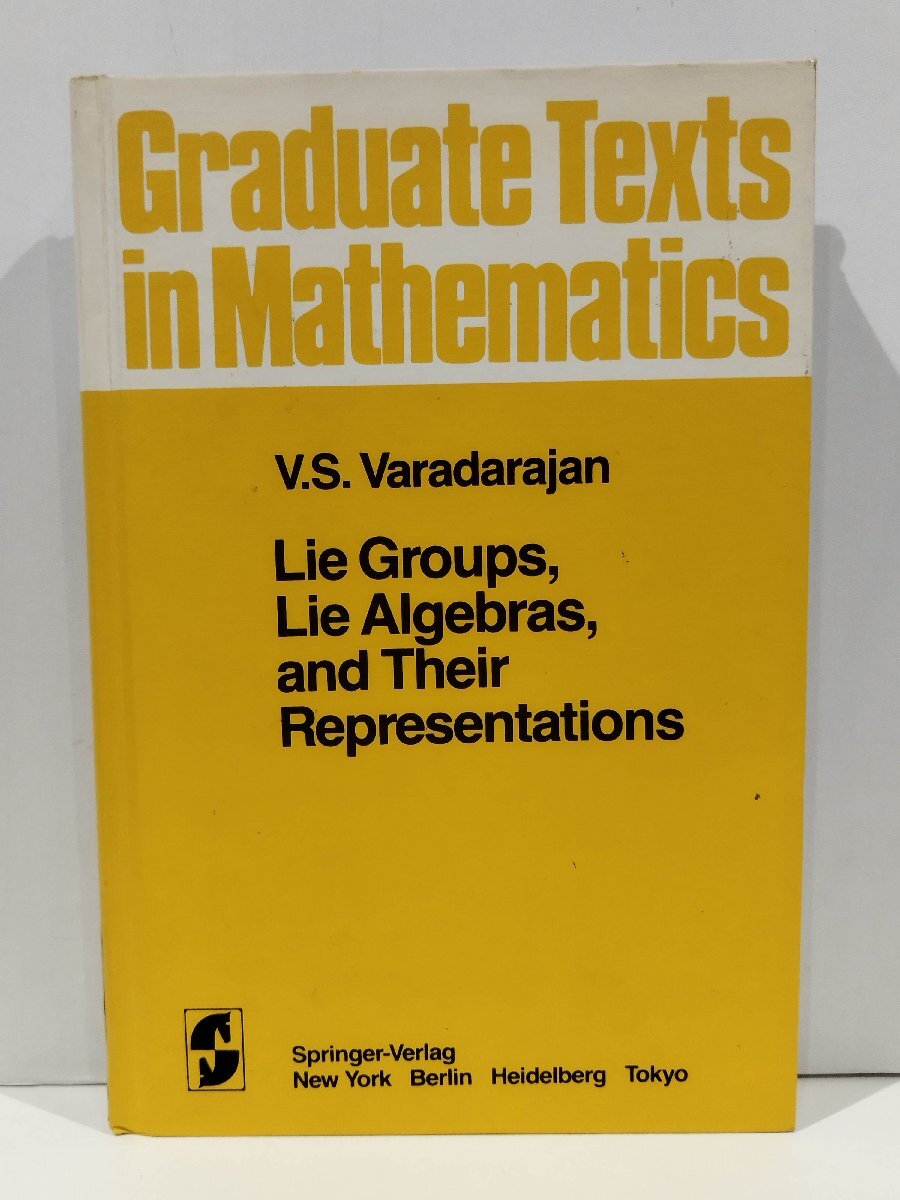 Graduate Texts
in Mathematics
V.S. Varadarajan
Lie Groups,
Lie Algebras,
and Their
Representations
Springer-Verlag
New York Berlin Heidelberg Tokyo